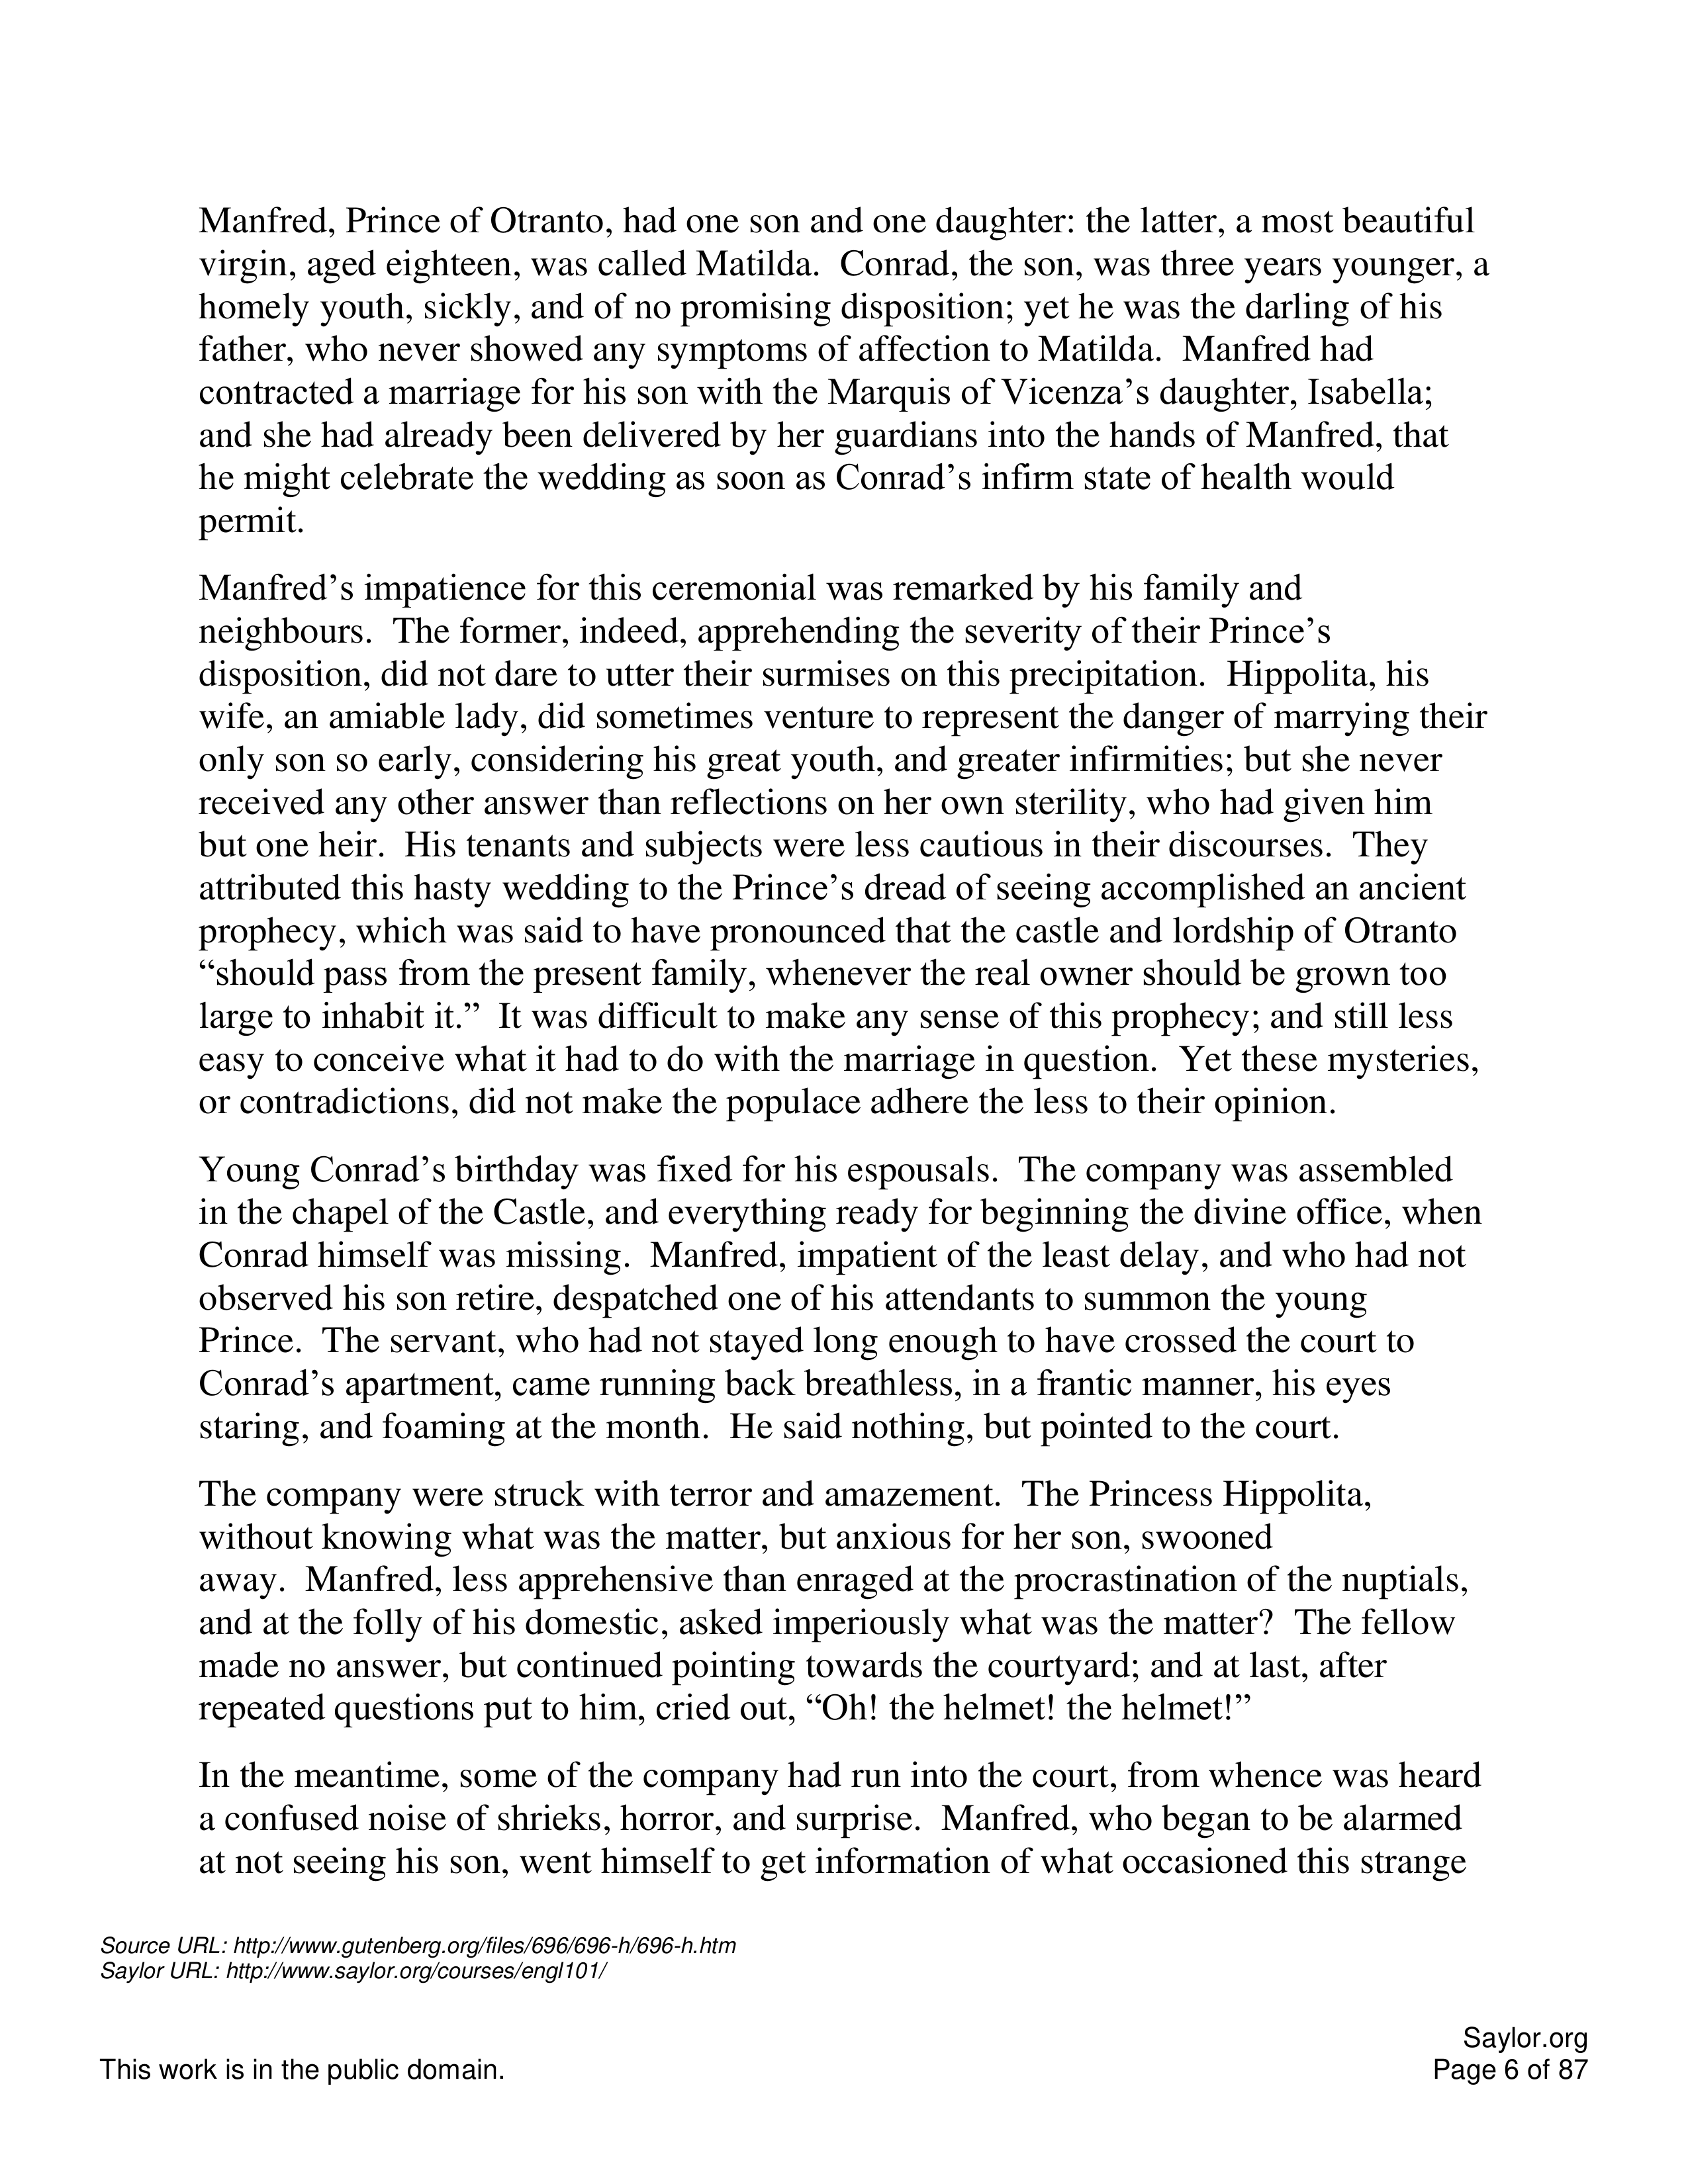 Manfred, Prince of Otranto, had one son and one daughter: the latter, a most beautiful
virgin, aged eighteen, was called Matilda.  Conrad, the son, was three years younger, a
homely youth, sickly, and of no promising disposition; yet he was the darling of his
father, who never showed any symptoms of affection to Matilda.  Manfred had
contracted a marriage for his son with the Marquis of Vicenza’s daughter, Isabella;
and she had already been delivered by her guardians into the hands of Manfred, that
he might celebrate the wedding as soon as Conrad’s infirm state of health would
permit.
Manfred’s impatience for this ceremonial was remarked by his family and
neighbours.  The former, indeed, apprehending the severity of their Prince’s
disposition, did not dare to utter their surmises on this precipitation.  Hippolita, his
wife, an amiable lady, did sometimes venture to represent the danger of marrying their
only son so early, considering his great youth, and greater infirmities; but she never
received any other answer than reflections on her own sterility, who had given him
but one heir.  His tenants and subjects were less cautious in their discourses.  They
attributed this hasty wedding to the Prince’s dread of seeing accomplished an ancient
prophecy, which was said to have pronounced that the castle and lordship of Otranto
“should pass from the present family, whenever the real owner should be grown too
large to inhabit it.”  It was difficult to make any sense of this prophecy; and still less
easy to conceive what it had to do with the marriage in question.  Yet these mysteries,
or contradictions, did not make the populace adhere the less to their opinion.
Young Conrad’s birthday was fixed for his espousals.  The company was assembled
in the chapel of the Castle, and everything ready for beginning the divine office, when
Conrad himself was missing.  Manfred, impatient of the least delay, and who had not
observed his son retire, despatched one of his attendants to summon the young
Prince.  The servant, who had not stayed long enough to have crossed the court to
Conrad’s apartment, came running back breathless, in a frantic manner, his eyes
staring, and foaming at the month.  He said nothing, but pointed to the court.
The company were struck with terror and amazement.  The Princess Hippolita,
without knowing what was the matter, but anxious for her son, swooned
away.  Manfred, less apprehensive than enraged at the procrastination of the nuptials,
and at the folly of his domestic, asked imperiously what was the matter?  The fellow
made no answer, but continued pointing towards the courtyard; and at last, after
repeated questions put to him, cried out, “Oh! the helmet! the helmet!”
In the meantime, some of the company had run into the court, from whence was heard
a confused noise of shrieks, horror, and surprise.  Manfred, who began to be alarmed
at not seeing his son, went himself to get information of what occasioned this strange
Source URL: http://www.gutenberg.org/files/696/696-h/696-h.htm
Saylor URL: http://www.saylor.org/courses/engl101/
Saylor.org
This work is in the public domain. Page 6 of 87